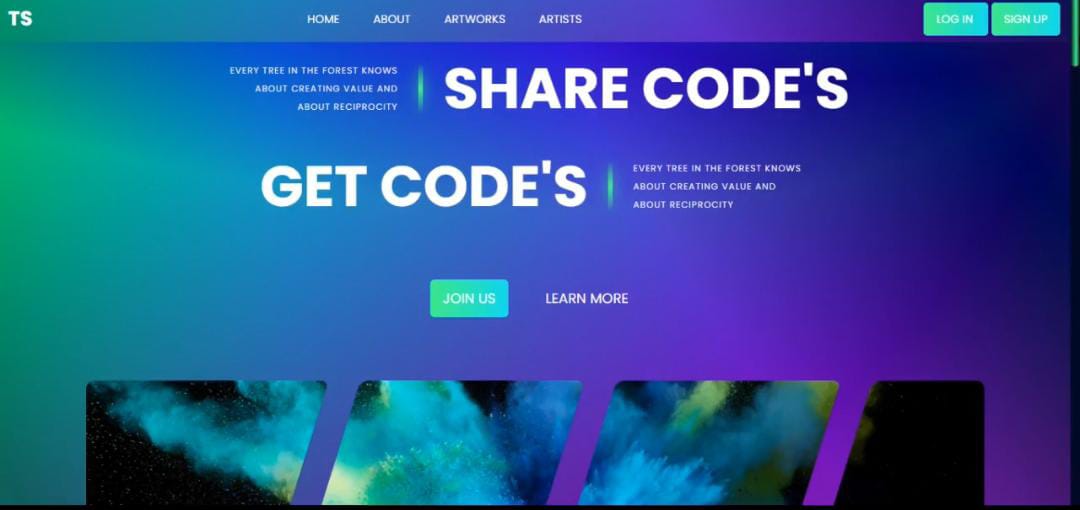 TS
HOME ABOUT ARTWORKS ARTISTS
LOG IN SIGN UP
EVERY TREE IN THE FOREST KNOWS
ABOUT CREATING VALUE AND
ABOUT RECIPROCITY
SHARE CODE'S
GET CODE'S
EVERY TREE IN THE FOREST KNOWS
ABOUT CREATING VALUE AND
ABOUT RECIPROCITY
JOIN US LEARN MORE